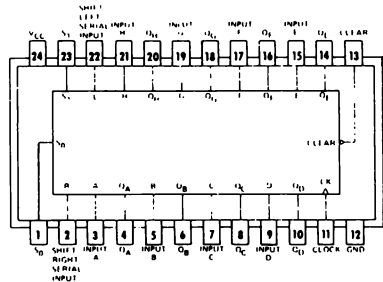 SHIFT
LEFT
SERIAL
INPUT
VCC S1 INPUT H QH INPUT G QG INPUT F QF INPUT E QE CLEAR
24 23 22 21 20 19 18 17 16 15 14 13
S1 L H QH G QG F QF E QE
S0 CLEAR
R A QA B QB C QC D QD CK
1 2 3 4 5 6 7 8 9 10 11 12
S0 SHIFT RIGHT SERIAL INPUT INPUT A QA INPUT B QB INPUT C QC INPUT D QD CLOCK GND